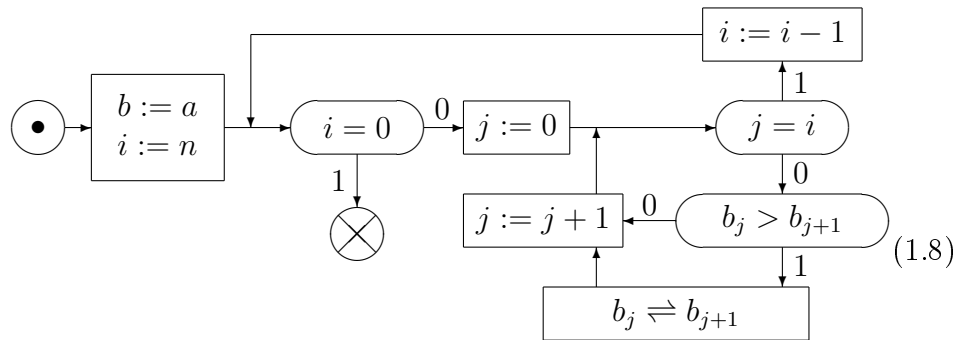 i := i − 1
1
b := a
i := n
i = 0
0
j := 0
j = i
1
0
j := j + 1
0
b_j > b_{j+1}
(1.8)
1
b_j ⇌ b_{j+1}